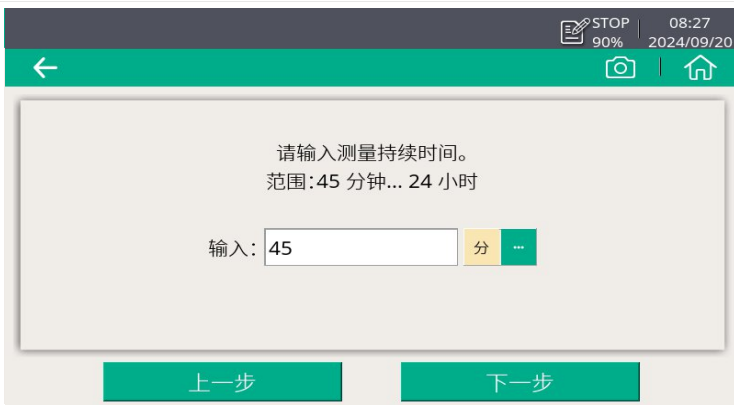 STOP 08:27
90% 2024/09/20
请输入测量持续时间。
范围:45 分钟... 24 小时
输入: 45 分 ...
上一步 下一步